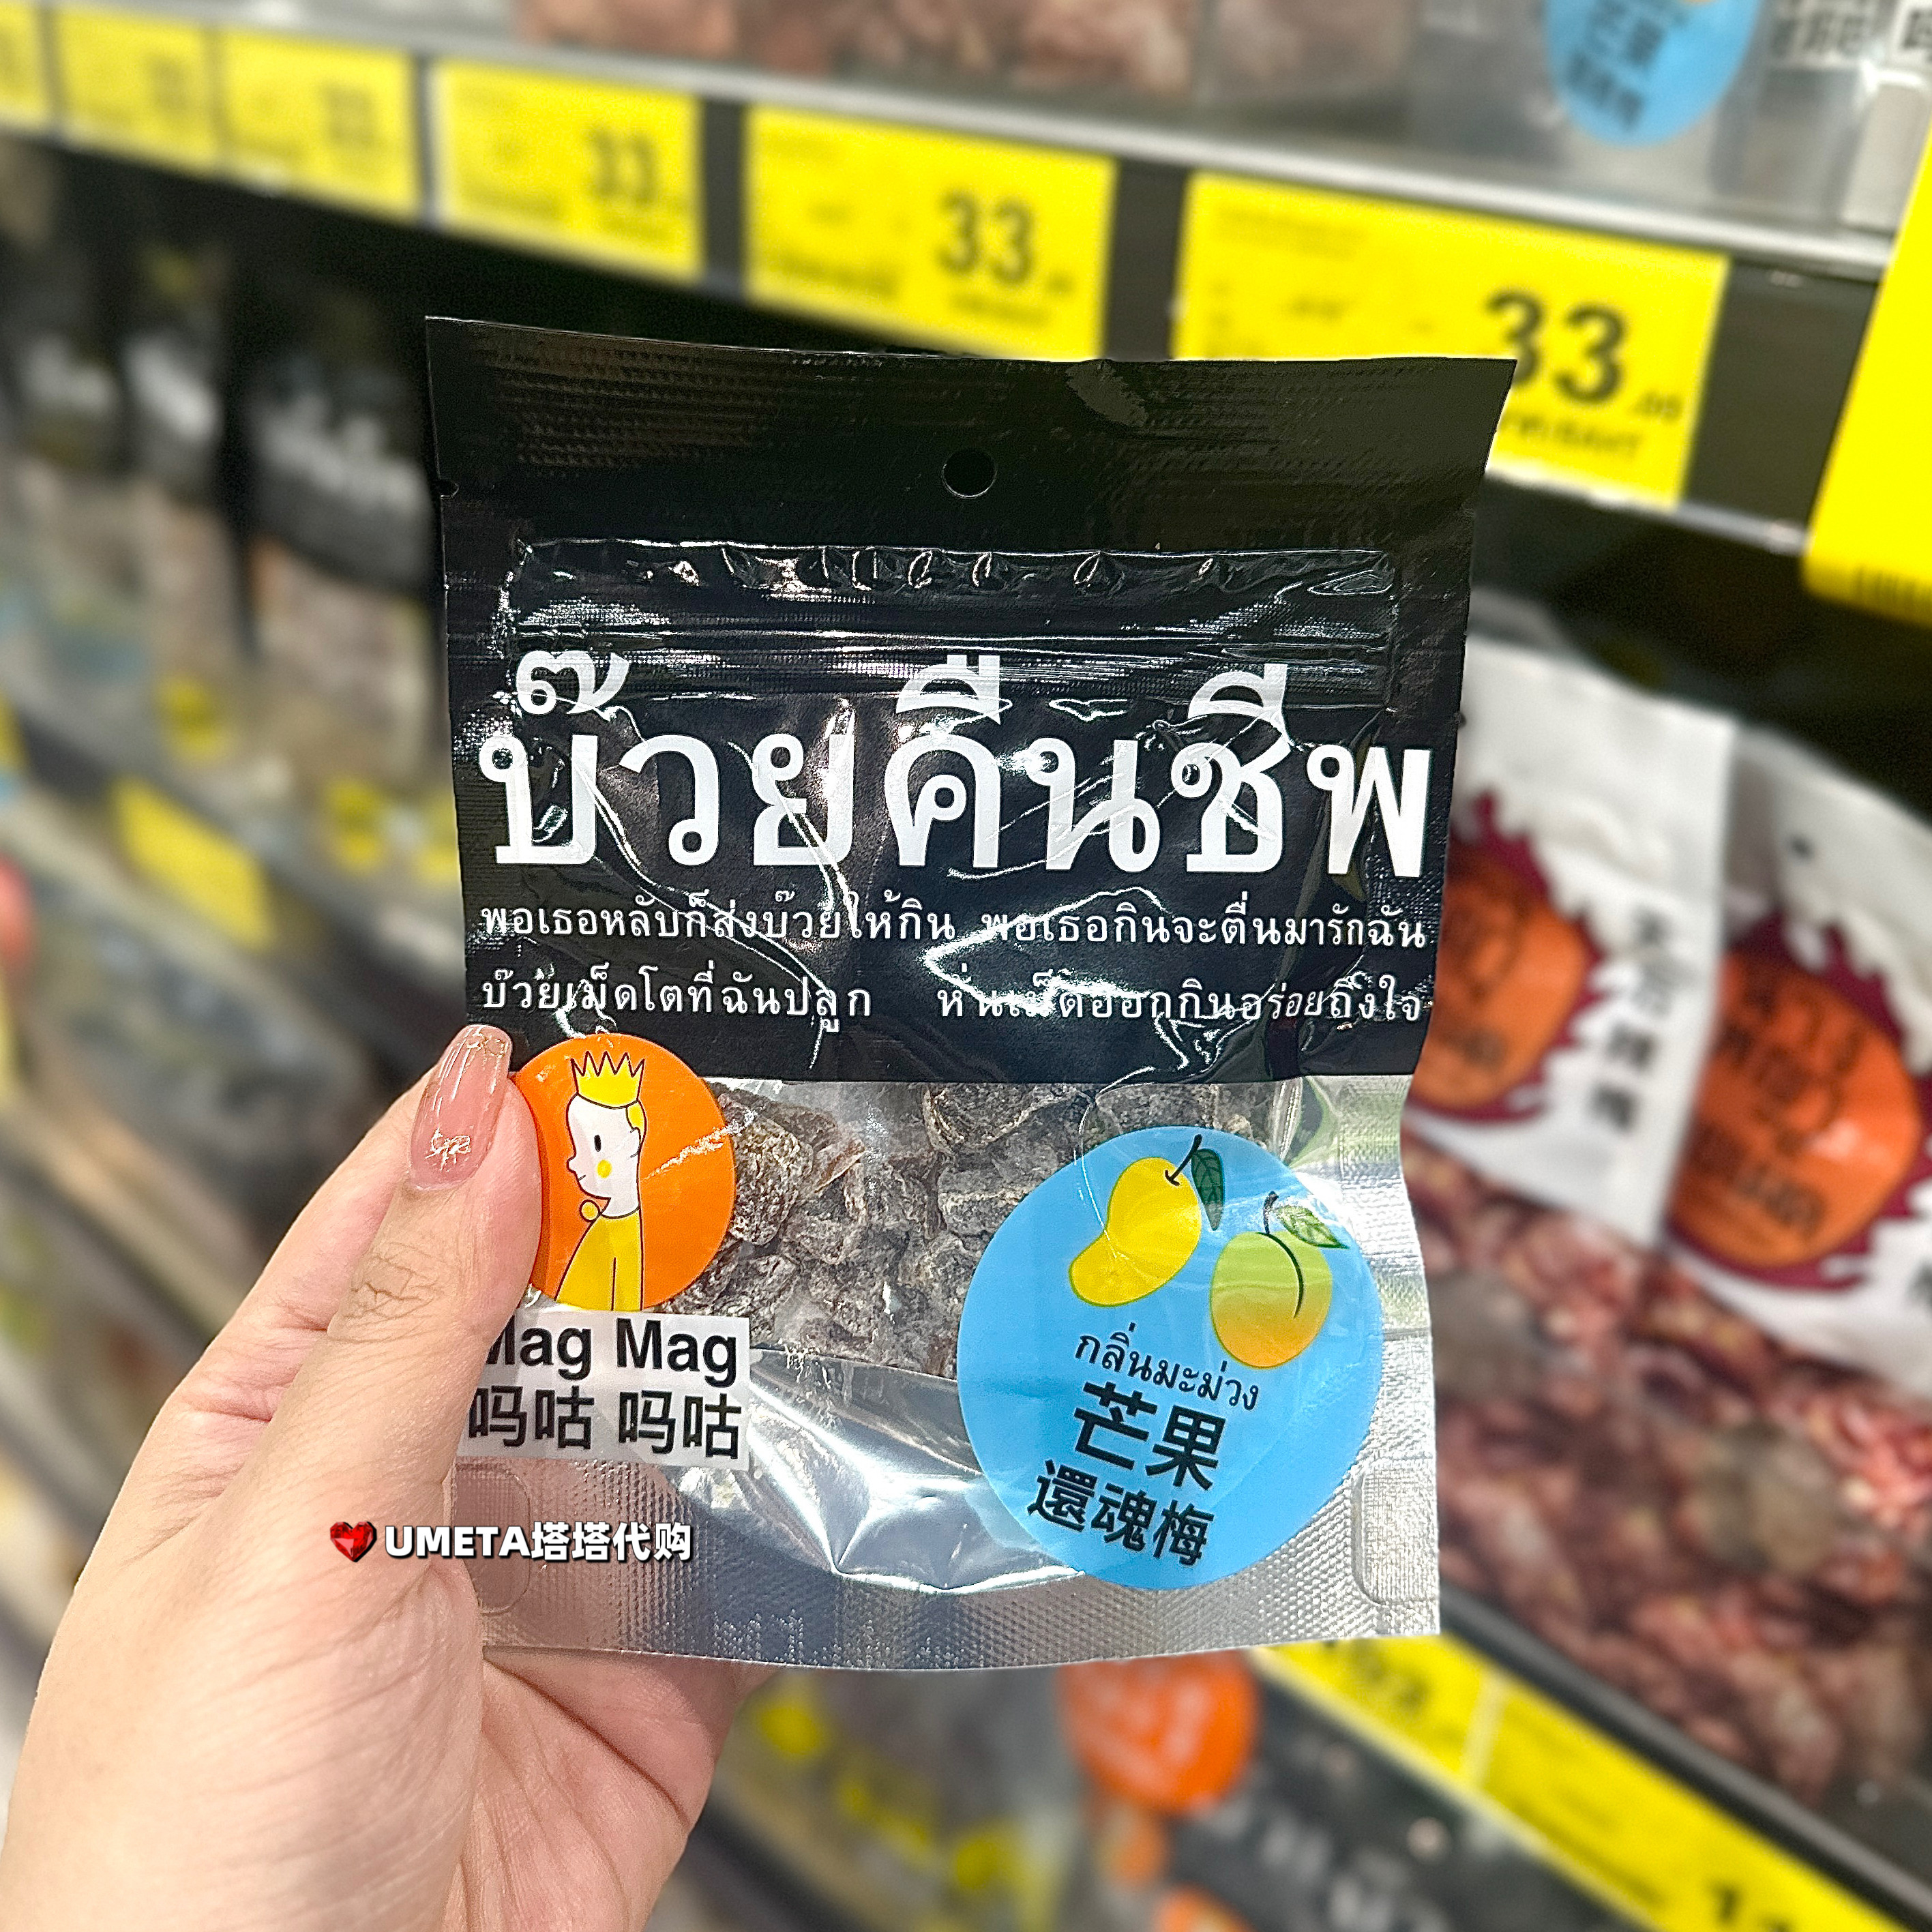 33
33
33
บ๊วยคืนชีพ
พอเธอหลับก็ส่งบ๊วยให้กิน พอเธอกินจะตื่นมารักฉัน
บ๊วยเม็ดโตที่ฉันปลูก หั่นเม็ดออกกินอร่อยถึงใจ
Mag Mag
吗咕 吗咕
กลิ่นมะม่วง
芒果
還魂梅
UMETA塔塔代购